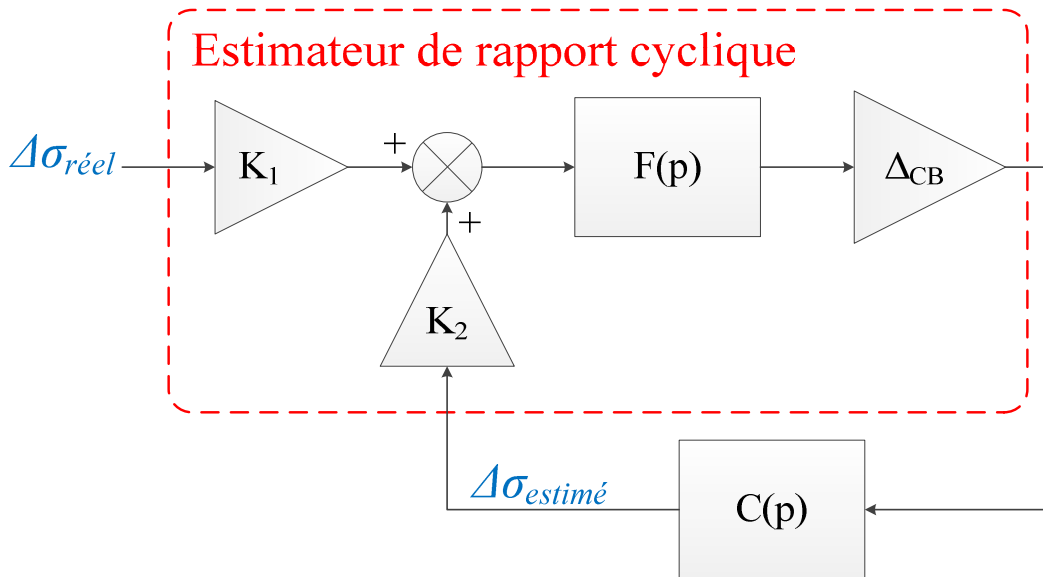 Estimateur de rapport cyclique
Δσréel
K1
+
F(p)
ΔCB
+
K2
Δσestimé
C(p)